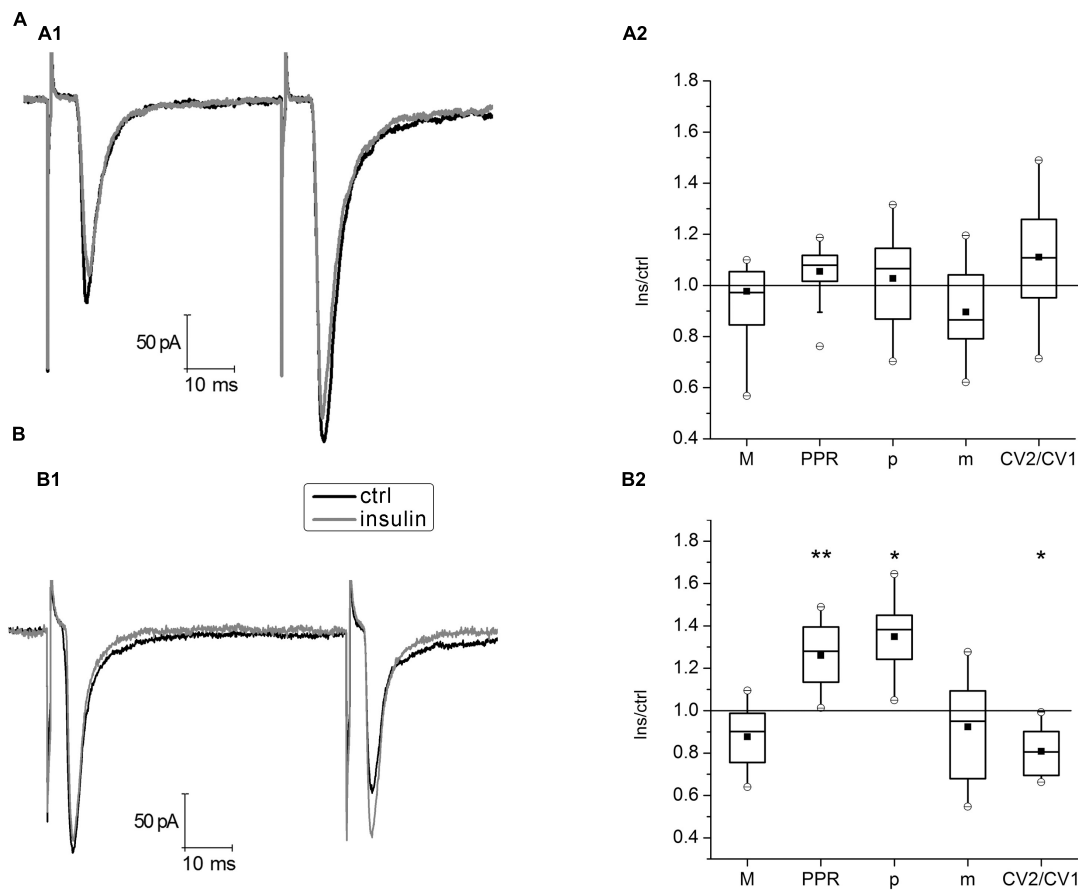 A
A1
50 pA
10 ms
A2
Ins/ctrl
1.8
1.6
1.4
1.2
1.0
0.8
0.6
0.4
M PPR p m CV2/CV1
B
B1
ctrl
insulin
50 pA
10 ms
B2
Ins/ctrl
1.8
1.6
1.4
1.2
1.0
0.8
0.6
0.4
** * *
M PPR p m CV2/CV1